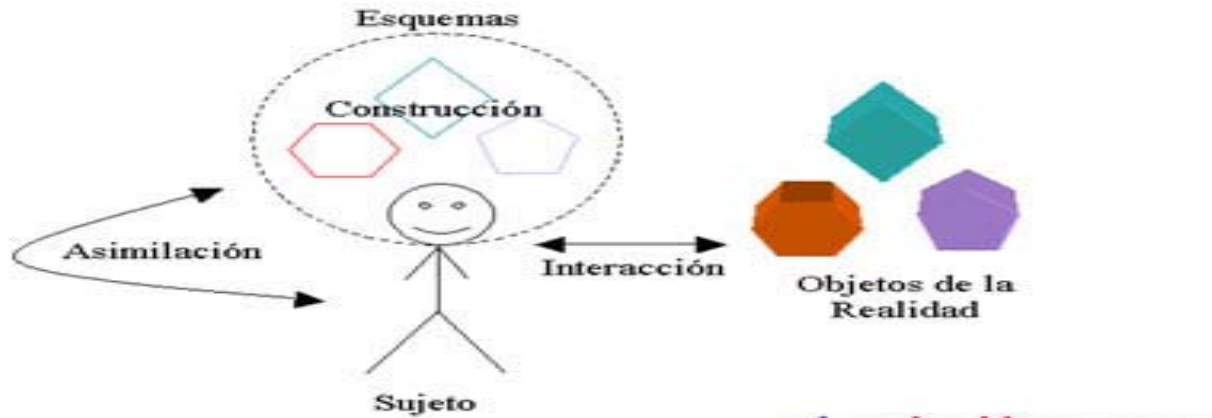 Esquemas
Construcción
Asimilación
Interacción
Objetos de la
Realidad
Sujeto